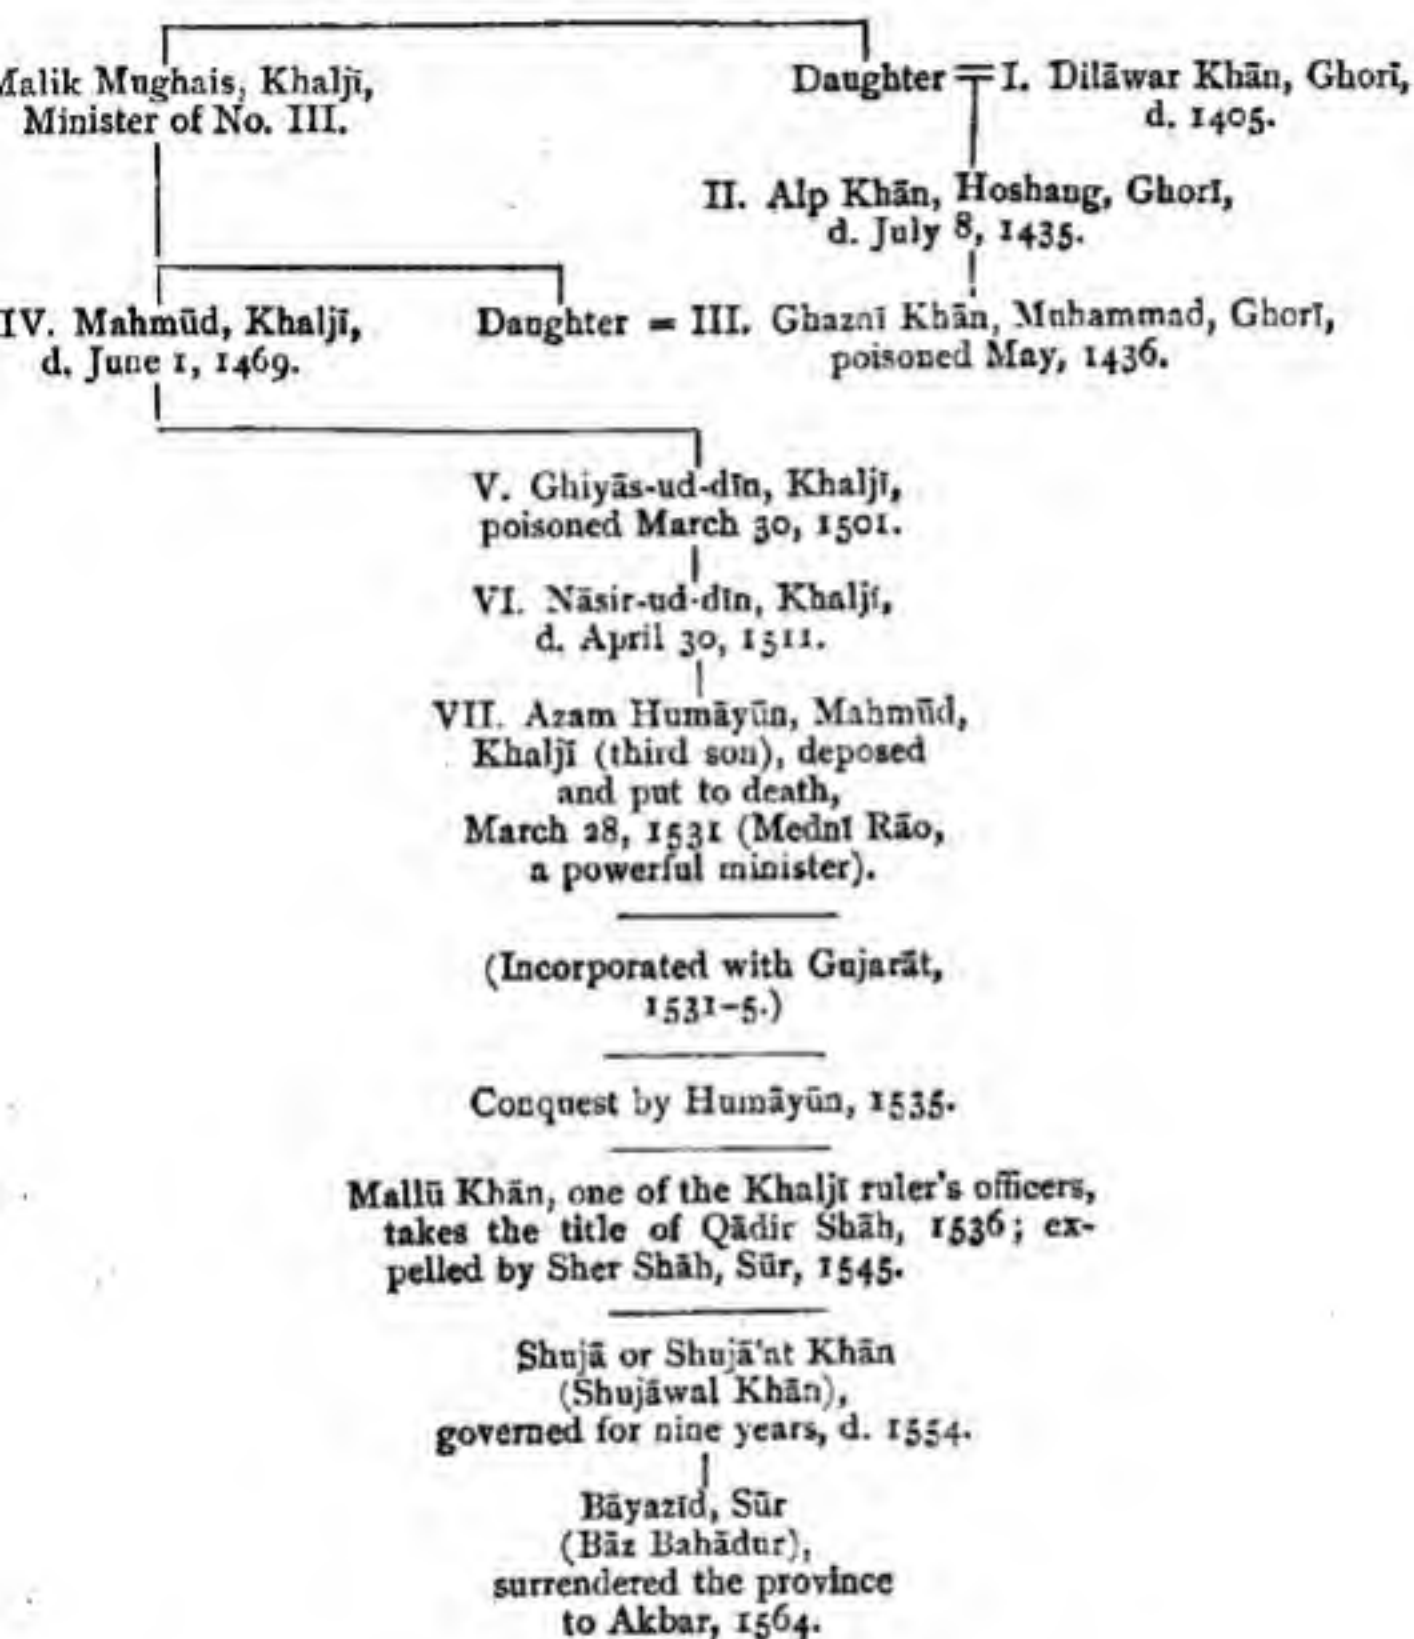 Malik Mughais, Khaljī,
Minister of No. III.
Daughter = I. Dilāwar Khān, Ghorī,
d. 1405.
II. Alp Khān, Hoshang, Ghorī,
d. July 8, 1435.
IV. Mahmūd, Khaljī,
d. June 1, 1469.
Daughter = III. Ghaznī Khān, Muhammad, Ghorī,
poisoned May, 1436.
V. Ghiyās-ud-dīn, Khaljī,
poisoned March 30, 1501.
VI. Nāsir-ud-dīn, Khaljī,
d. April 30, 1511.
VII. Azam Humāyūn, Mahmūd,
Khaljī (third son), deposed
and put to death,
March 28, 1531 (Mednī Rāo,
a powerful minister).
(Incorporated with Gujarāt,
1531-5.)
Conquest by Humāyūn, 1535.
Mallū Khān, one of the Khaljī ruler's officers,
takes the title of Qādir Shāh, 1536; ex-
pelled by Sher Shāh, Sūr, 1545.
Shujā or Shujā'at Khān
(Shujāwal Khān),
governed for nine years, d. 1554.
Bāyazīd, Sūr
(Bāz Bahādur),
surrendered the province
to Akbar, 1564.